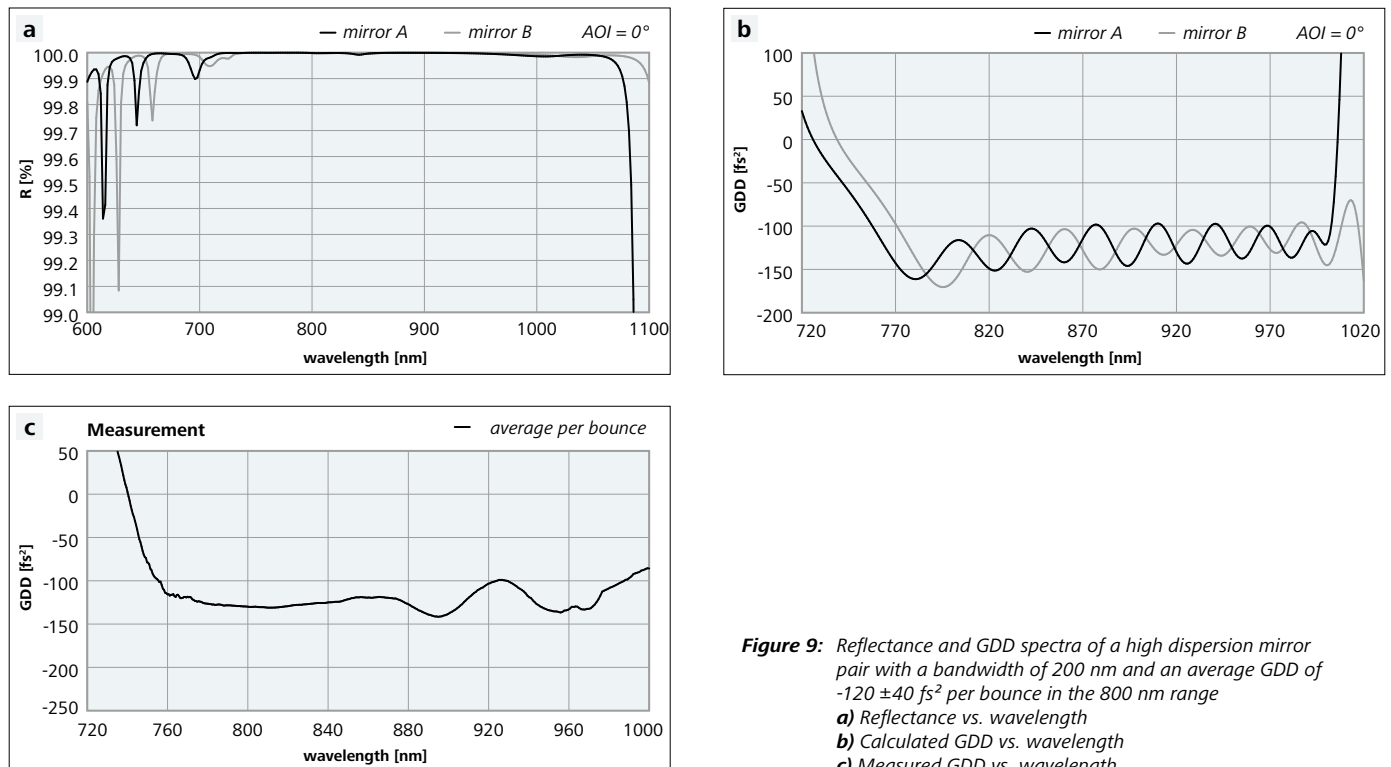 a
mirror A mirror B AOI = 0°
100.0
99.9
99.8
99.7
99.6
99.5
99.4
99.3
99.2
99.1
99.0
R [%]
600 700 800 900 1000 1100
wavelength [nm]
b
mirror A mirror B AOI = 0°
100
50
0
-50
-100
-150
-200
GDD [fs²]
720 770 820 870 920 970 1020
wavelength [nm]
c Measurement average per bounce
50
0
-50
-100
-150
-200
-250
GDD [fs²]
720 760 800 840 880 920 960 1000
wavelength [nm]
Figure 9: Reflectance and GDD spectra of a high dispersion mirror
pair with a bandwidth of 200 nm and an average GDD of
-120 ±40 fs² per bounce in the 800 nm range
a) Reflectance vs. wavelength
b) Calculated GDD vs. wavelength
c) Measured GDD vs. wavelength